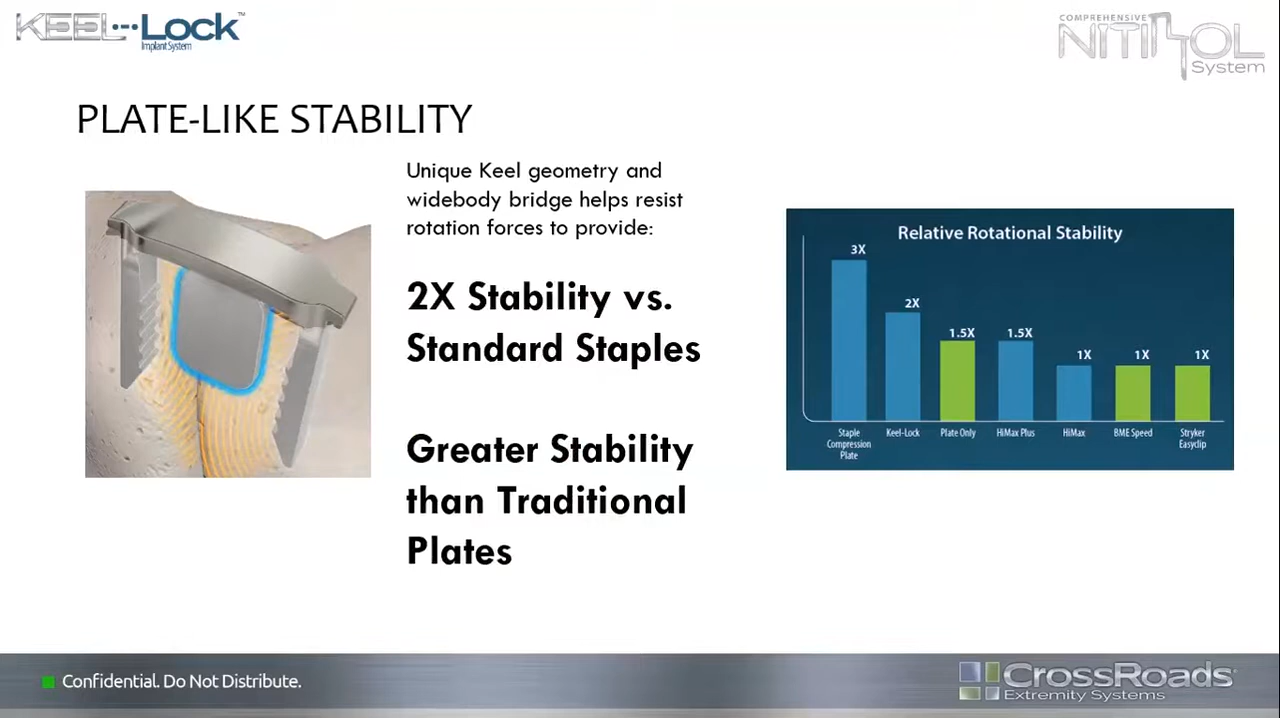 KEEL-Lock™
Implant System
COMPREHENSIVE
NITINOL
System
PLATE-LIKE STABILITY
Unique Keel geometry and
widebody bridge helps resist
rotation forces to provide:
2X Stability vs.
Standard Staples
Greater Stability
than Traditional
Plates
Relative Rotational Stability
3X
2X
1.5X
1.5X
1X
1X
1X
Staple
Compression
Plate
Keel-Lock
Plate Only
HiMax Plus
HiMax
BME Speed
Stryker
Easyclip
Confidential. Do Not Distribute.
CrossRoads
Extremity Systems